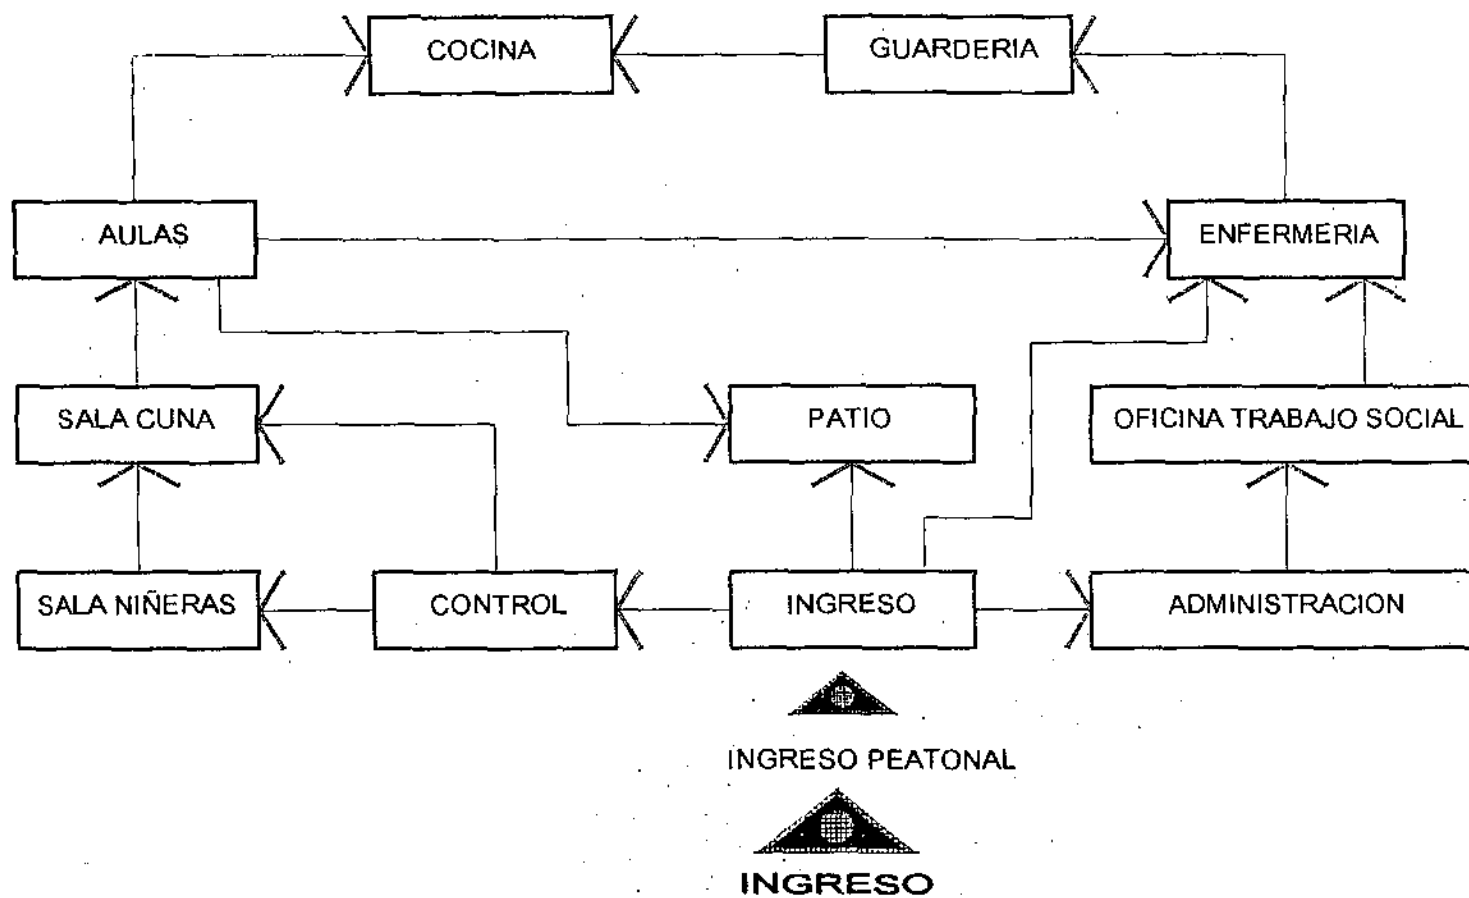 COCINA
GUARDERIA
AULAS
ENFERMERIA
SALA CUNA
PATIO
OFICINA TRABAJO SOCIAL
SALA NIÑERAS
CONTROL
INGRESO
ADMINISTRACION
INGRESO PEATONAL
INGRESO